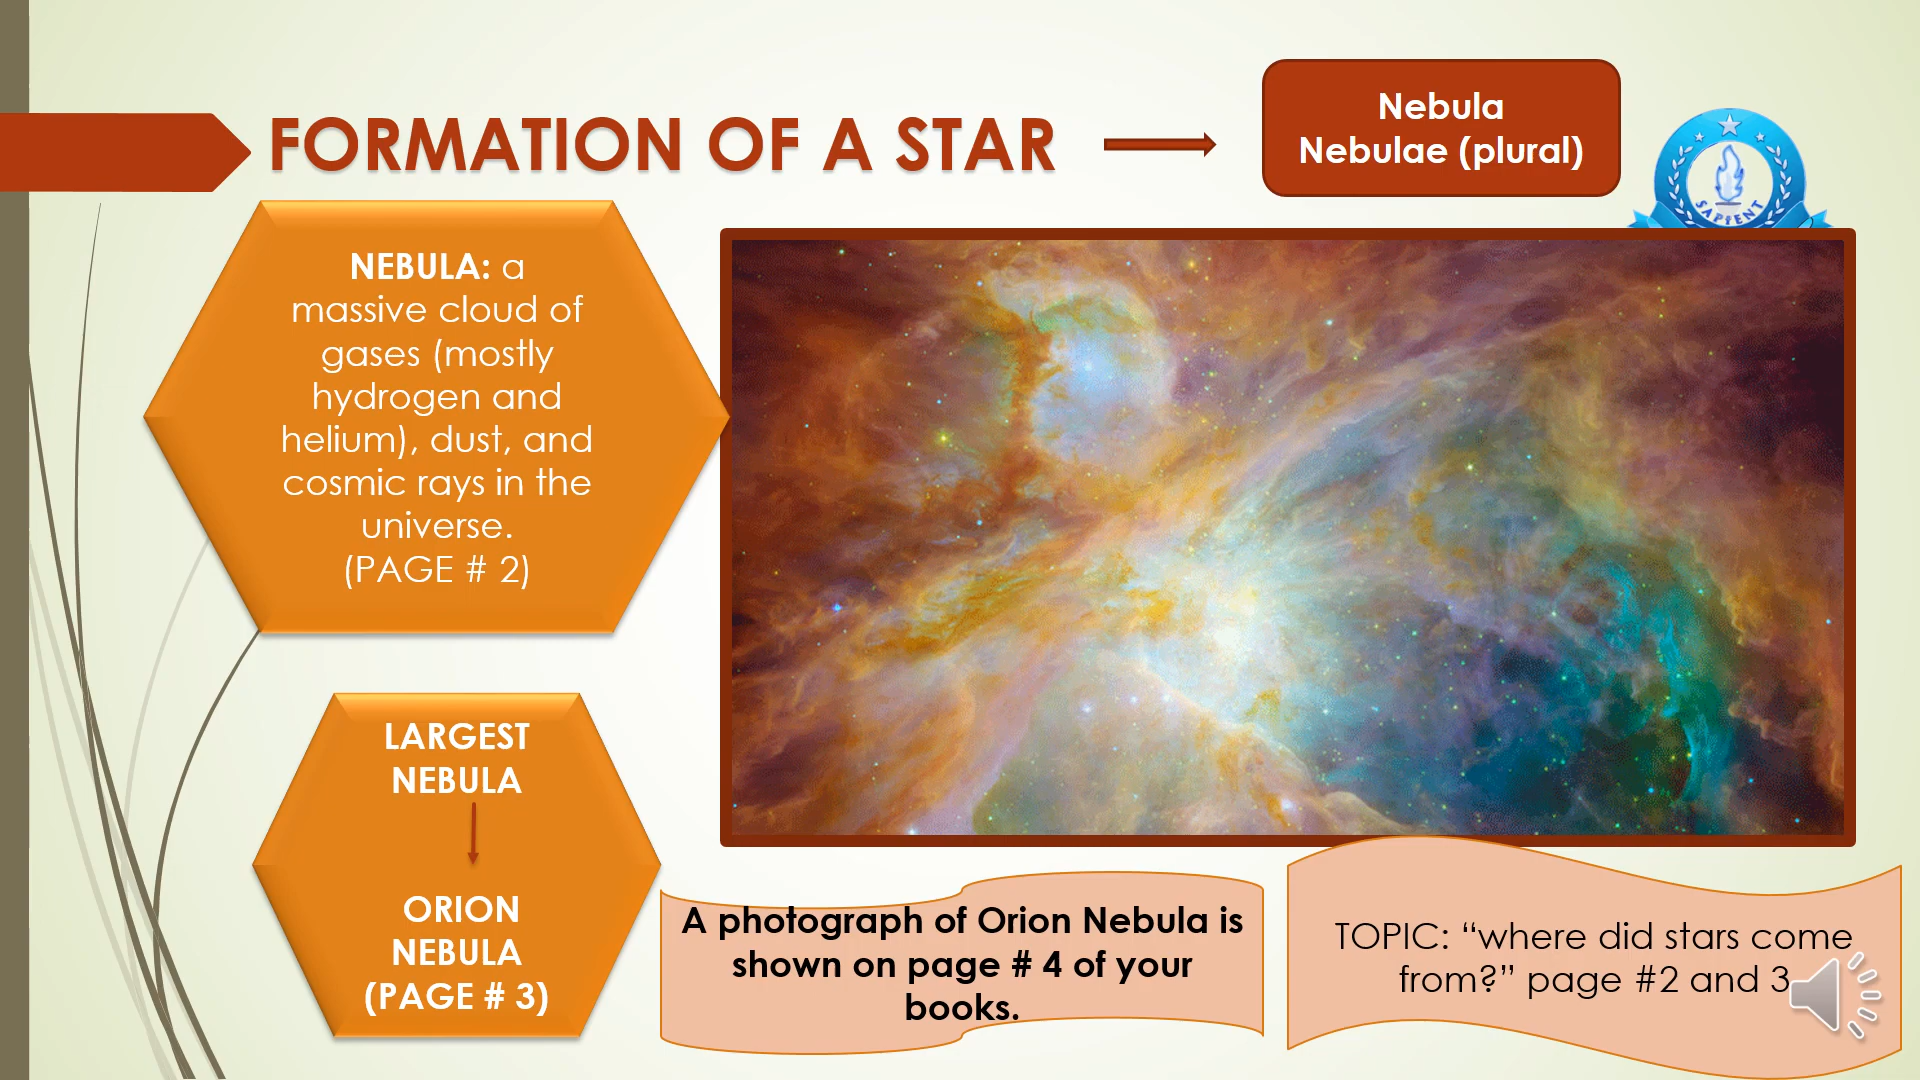 FORMATION OF A STAR
Nebula
Nebulae (plural)
SAPIENT
NEBULA: a
massive cloud of
gases (mostly
hydrogen and
helium), dust, and
cosmic rays in the
universe.
(PAGE # 2)
LARGEST
NEBULA
ORION
NEBULA
(PAGE # 3)
A photograph of Orion Nebula is
shown on page # 4 of your
books.
TOPIC: “where did stars come
from?” page #2 and 3